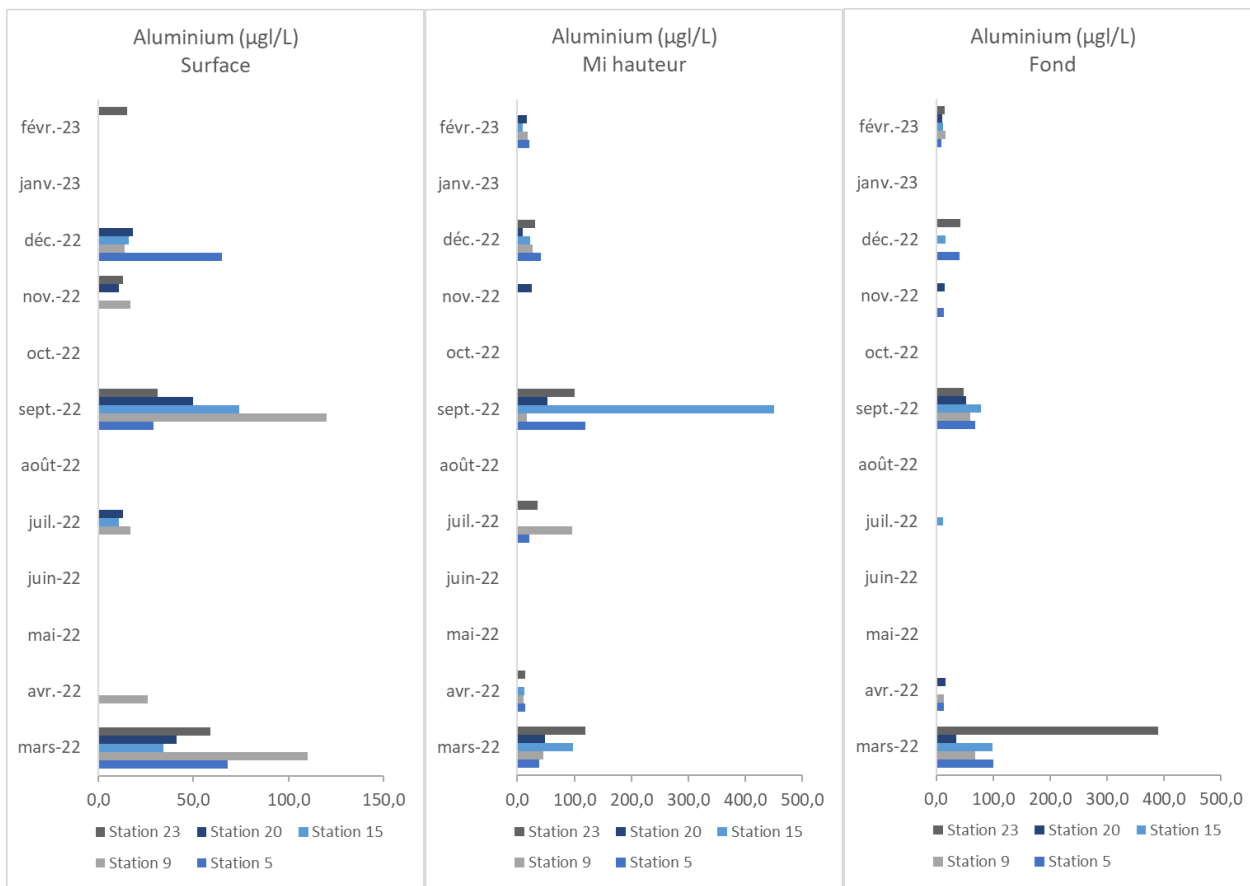 Aluminium (µgl/L)
Surface
févr.-23
janv.-23
déc.-22
nov.-22
oct.-22
sept.-22
août-22
juil.-22
juin-22
mai-22
avr.-22
mars-22
0,0 50,0 100,0 150,0
Station 23 Station 20 Station 15
Station 9 Station 5
Aluminium (µgl/L)
Mi hauteur
févr.-23
janv.-23
déc.-22
nov.-22
oct.-22
sept.-22
août-22
juil.-22
juin-22
mai-22
avr.-22
mars-22
0,0 100,0 200,0 300,0 400,0 500,0
Station 23 Station 20 Station 15
Station 9 Station 5
Aluminium (µgl/L)
Fond
févr.-23
janv.-23
déc.-22
nov.-22
oct.-22
sept.-22
août-22
juil.-22
juin-22
mai-22
avr.-22
mars-22
0,0 100,0 200,0 300,0 400,0 500,0
Station 23 Station 20 Station 15
Station 9 Station 5